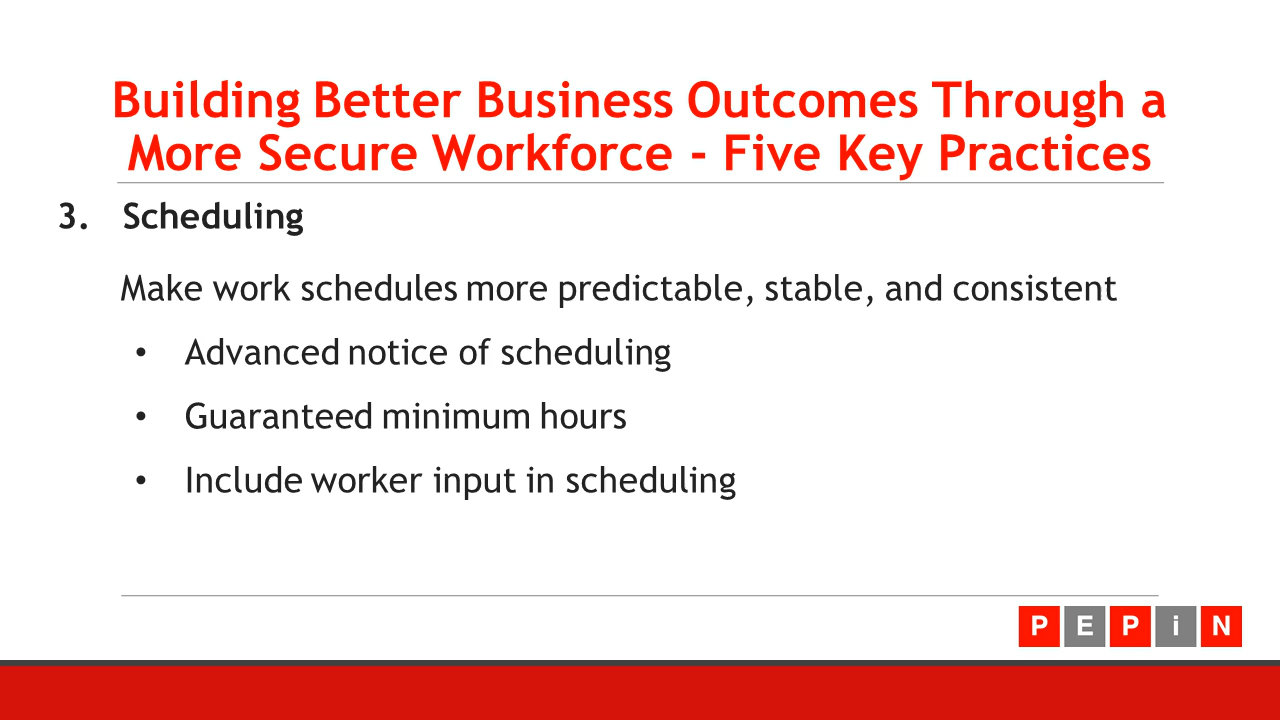 Building Better Business Outcomes Through a
More Secure Workforce - Five Key Practices
3. Scheduling
Make work schedules more predictable, stable, and consistent
• Advanced notice of scheduling
• Guaranteed minimum hours
• Include worker input in scheduling
P E P i N